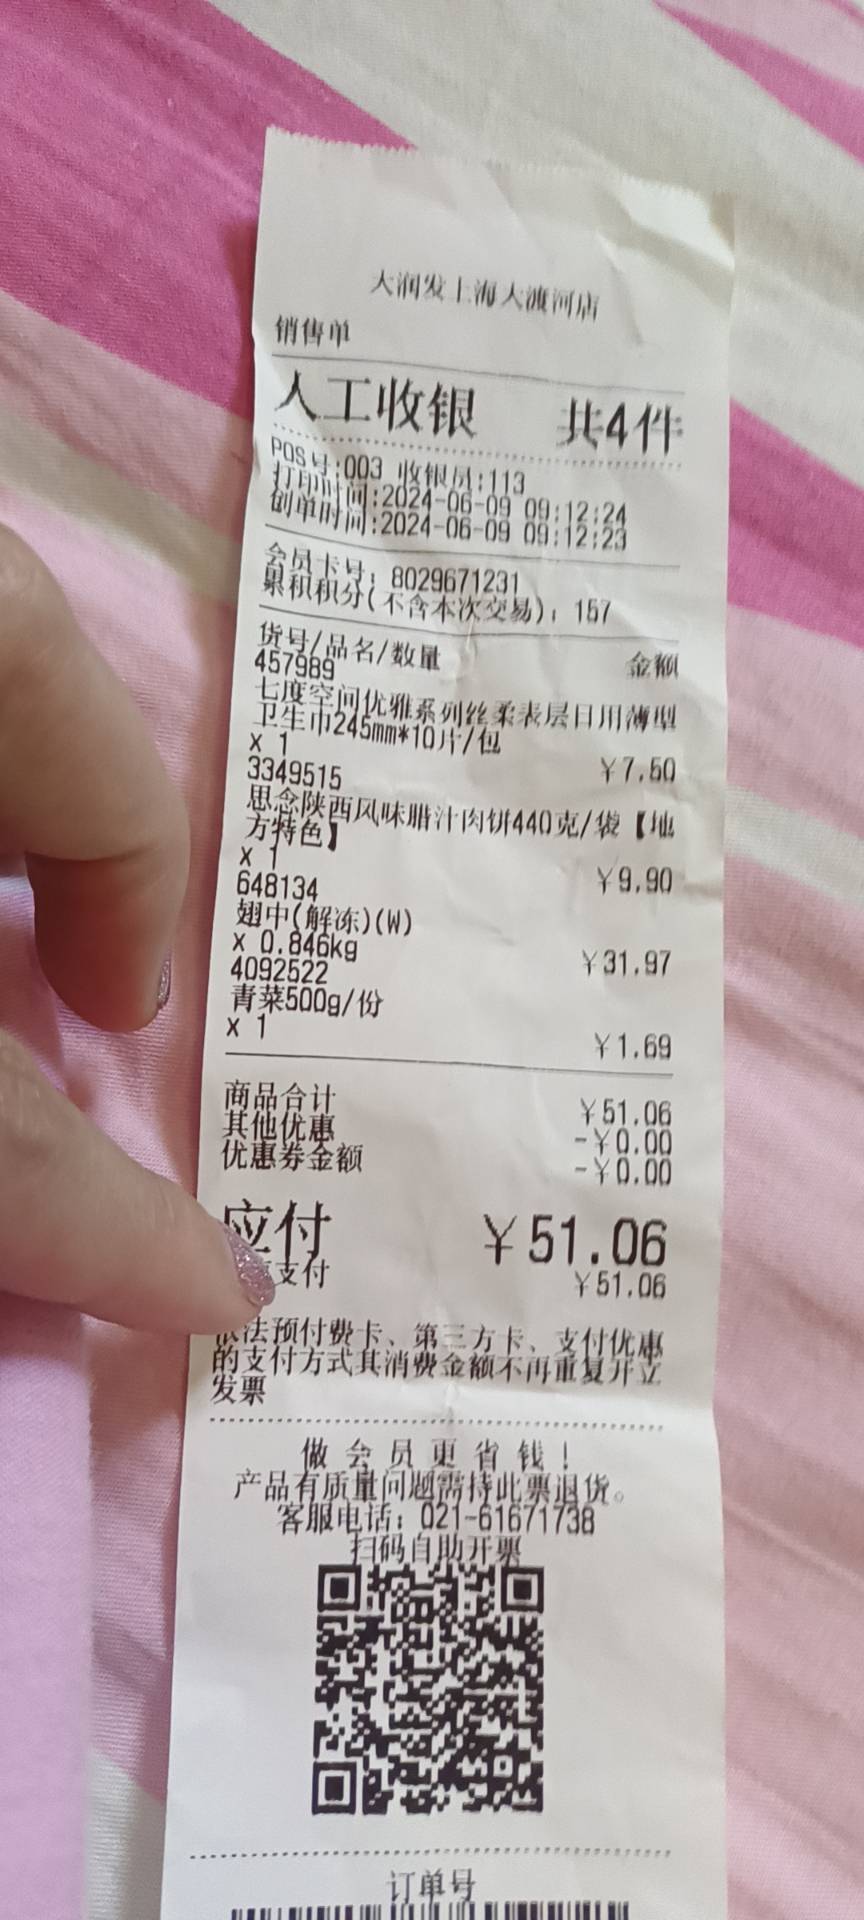 大润发上海大渡河店
销售单
人工收银 共4件
POS号:003 收银员:113
打印时间:2024-06-09 09:12:24
创单时间:2024-06-09 09:12:23
会员卡号: 8029671231
累积积分(不含本次交易): 157
货号/品名/数量 金额
457989
七度空间优雅系列丝柔表层日用薄型
卫生巾245mm*10片/包
x 1 ￥7.50
3349515
思念陕西风味腊汁肉饼440克/袋【地
方特色】
x 1 ￥9.90
648134
翅中(解冻)(W)
x 0.846kg ￥31.97
4092522
青菜500g/份
x 1 ￥1.69
商品合计 ￥51.06
其他优惠 -￥0.00
优惠券金额 -￥0.00
应付 ￥51.06
支付 ￥51.06
依法预付费卡、第三方卡、支付优惠
的支付方式其消费金额不再重复开立
发票
做会员更省钱!
产品有质量问题需持此票退货。
客服电话: 021-61671738
扫码自助开票
订单号